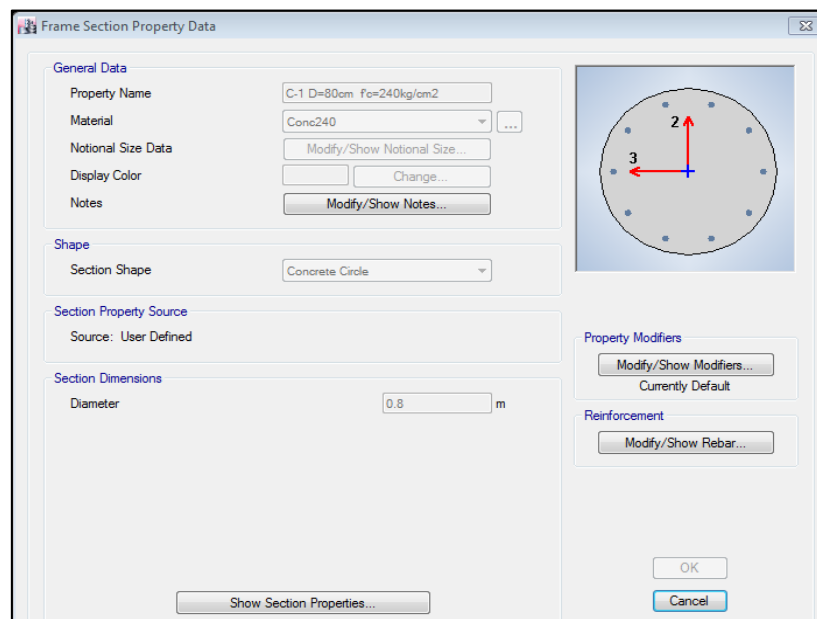 Frame Section Property Data
General Data
Property Name C-1 D=80cm f'c=240kg/cm2
Material Conc240 ...
Notional Size Data Modify/Show Notional Size...
Display Color Change...
Notes Modify/Show Notes...
2
3
Shape
Section Shape Concrete Circle
Section Property Source
Source: User Defined
Section Dimensions
Diameter 0.8 m
Show Section Properties...
Property Modifiers
Modify/Show Modifiers...
Currently Default
Reinforcement
Modify/Show Rebar...
OK
Cancel